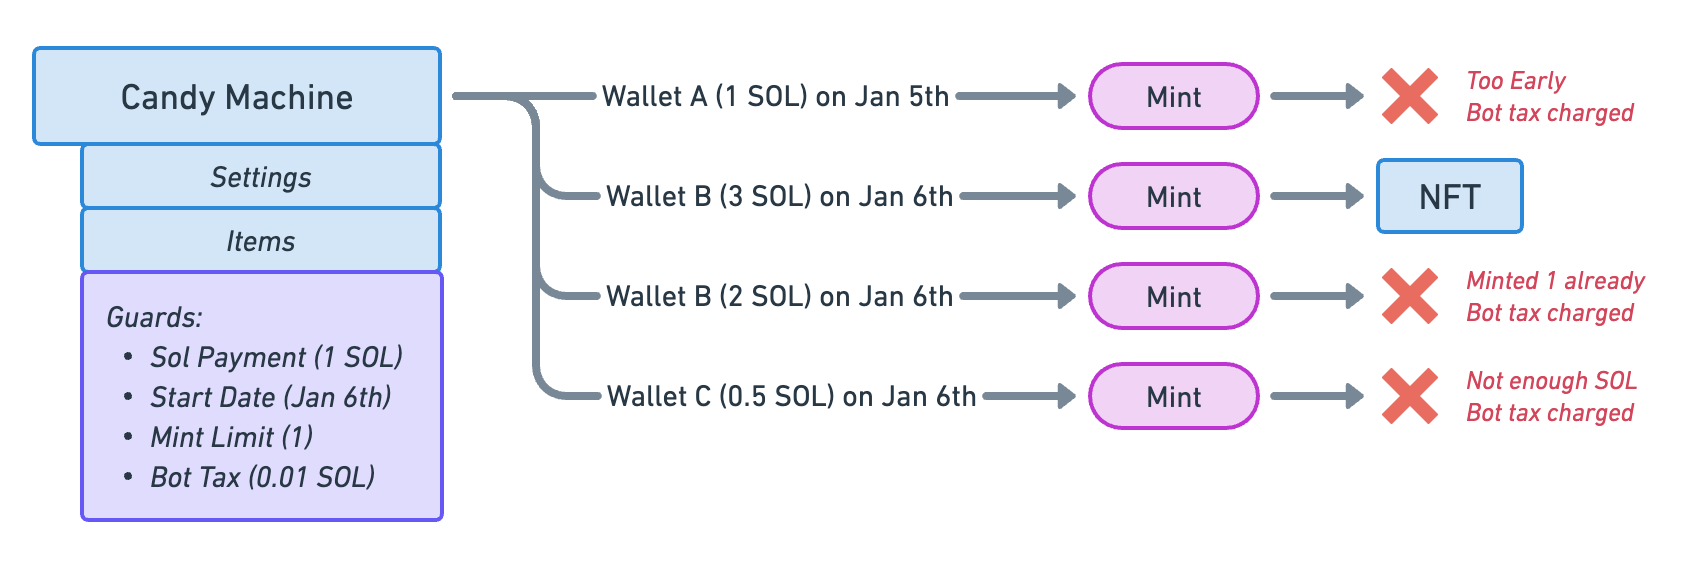 Candy Machine
Settings
Items
Guards:
• Sol Payment (1 SOL)
• Start Date (Jan 6th)
• Mint Limit (1)
• Bot Tax (0.01 SOL)
Wallet A (1 SOL) on Jan 5th
Mint
Too Early
Bot tax charged
Wallet B (3 SOL) on Jan 6th
Mint
NFT
Wallet B (2 SOL) on Jan 6th
Mint
Minted 1 already
Bot tax charged
Wallet C (0.5 SOL) on Jan 6th
Mint
Not enough SOL
Bot tax charged